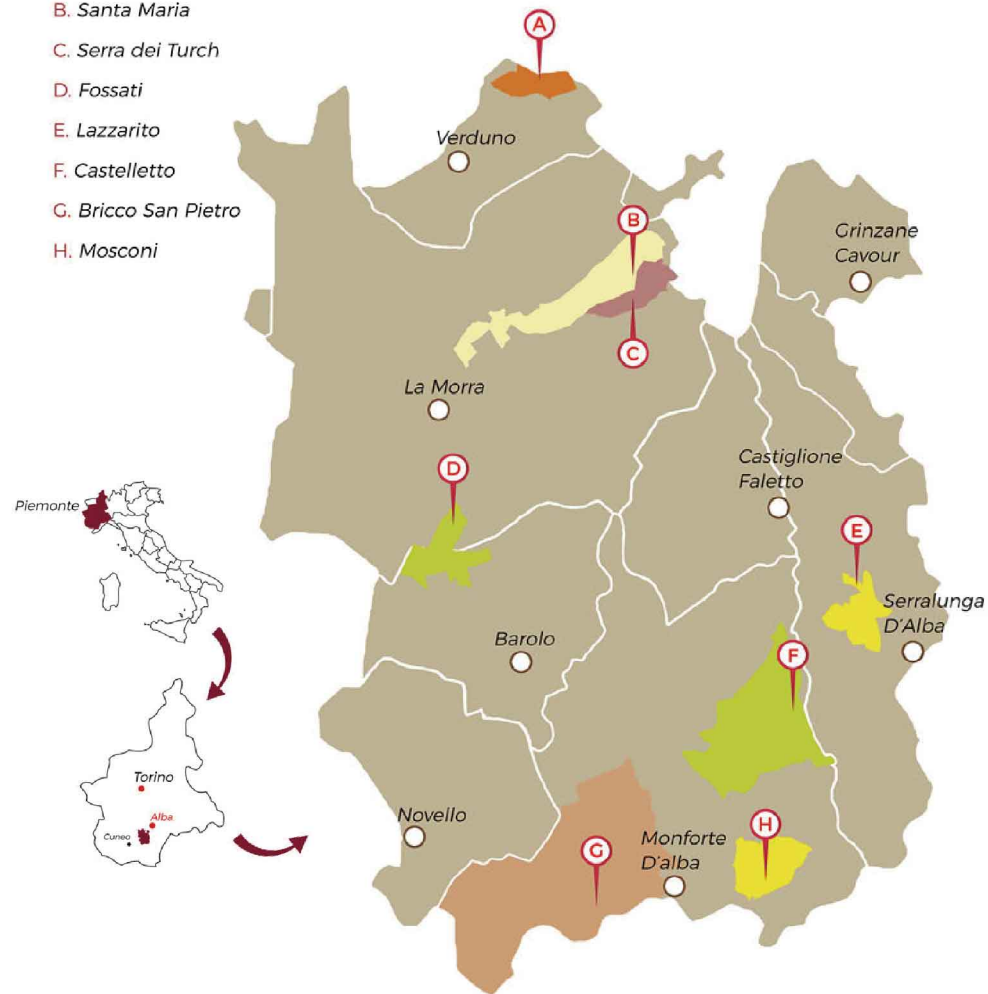 B. Santa Maria
C. Serra dei Turch
D. Fossati
E. Lazzarito
F. Castelletto
G. Bricco San Pietro
H. Mosconi
A
Verduno
B
Grinzane
Cavour
C
La Morra
D
Castiglione
Faletto
Piemonte
E
Serralunga
D'Alba
Barolo
F
Torino
Alba
Cuneo
Novello
H
Monforte
D'alba
G